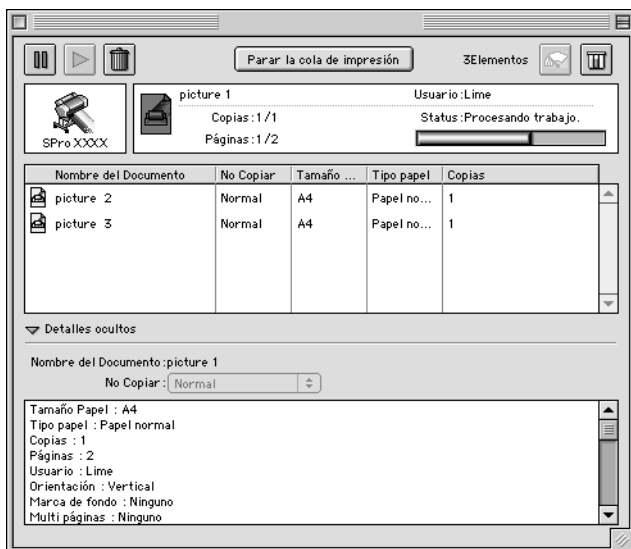 Parar la cola de impresión 3Elementos
SPro XXXX
picture 1 Usuario :Lime
Copias :1/1 Status :Procesando trabajo.
Páginas :1/2
Nombre del Documento No Copiar Tamaño ... Tipo papel Copias
picture 2 Normal A4 Papel no... 1
picture 3 Normal A4 Papel no... 1
Detalles ocultos
Nombre del Documento :picture 1
No Copiar : Normal
Tamaño Papel : A4
Tipo papel : Papel normal
Copias : 1
Páginas : 2
Usuario : Lime
Orientación : Vertical
Marca de fondo : Ninguno
Multi páginas : Ninguno